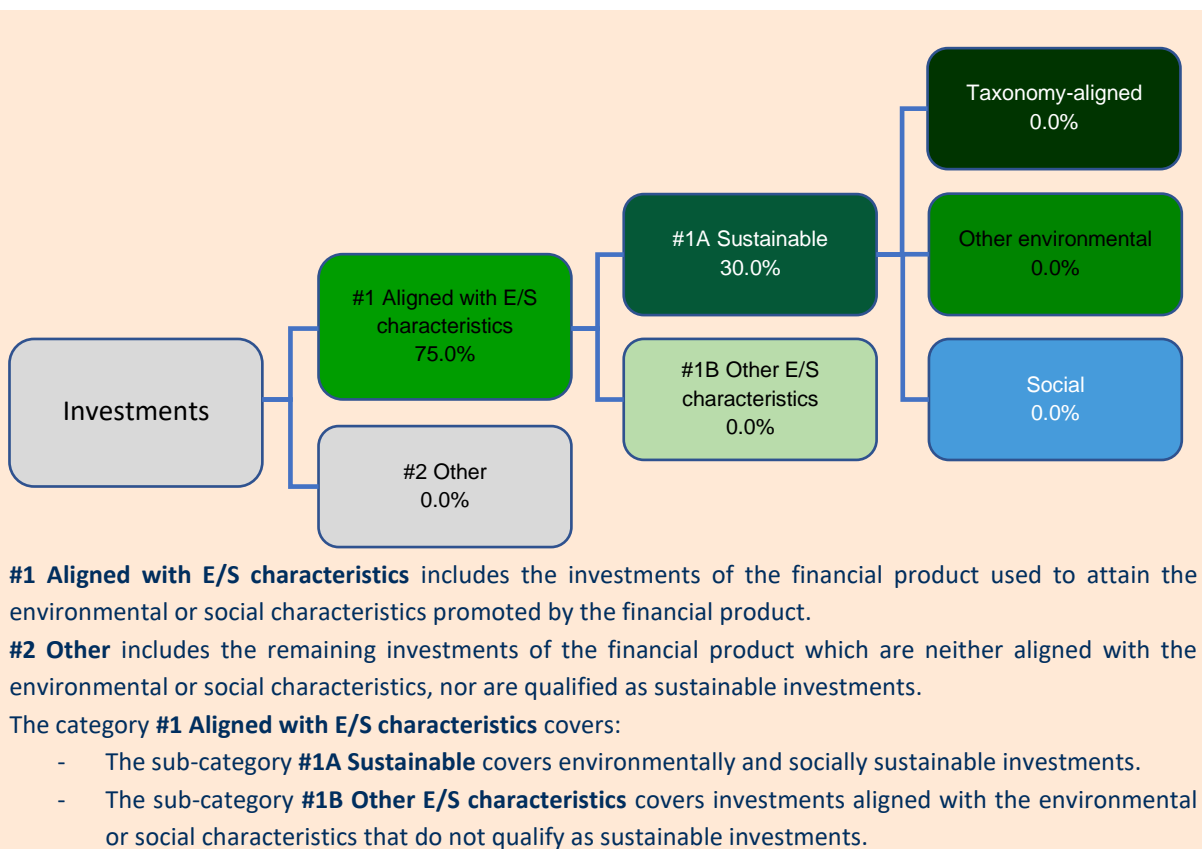 Taxonomy-aligned
0.0%
#1A Sustainable
30.0%
Other environmental
0.0%
#1 Aligned with E/S
characteristics
75.0%
#1B Other E/S
characteristics
0.0%
Social
0.0%
Investments
#2 Other
0.0%
#1 Aligned with E/S characteristics includes the investments of the financial product used to attain the
environmental or social characteristics promoted by the financial product.
#2 Other includes the remaining investments of the financial product which are neither aligned with the
environmental or social characteristics, nor are qualified as sustainable investments.
The category #1 Aligned with E/S characteristics covers:
- The sub-category #1A Sustainable covers environmentally and socially sustainable investments.
- The sub-category #1B Other E/S characteristics covers investments aligned with the environmental
or social characteristics that do not qualify as sustainable investments.